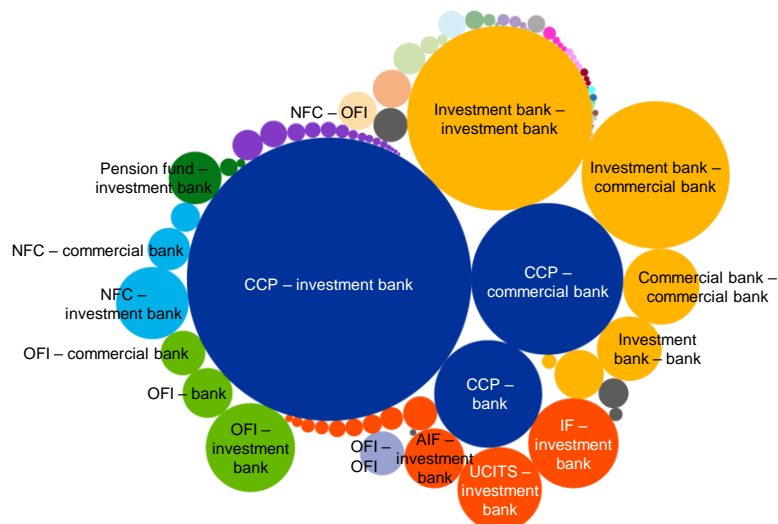 Investment bank –
investment bank
NFC – OFI
Investment bank –
commercial bank
Pension fund –
investment bank
NFC – commercial bank
CCP – investment bank
CCP –
commercial bank
Commercial bank –
commercial bank
NFC –
investment bank
OFI – commercial bank
Investment
bank – bank
OFI – bank
CCP –
bank
OFI –
investment
bank
OFI –
OFI
AIF –
investment
bank
IF –
investment
bank
UCITS –
investment
bank